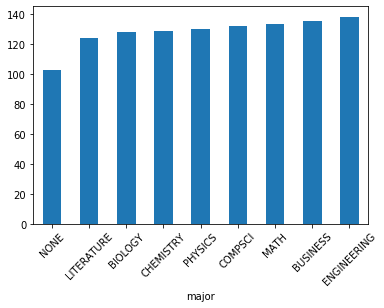 140
120
100
80
60
40
20
0
NONE
LITERATURE
BIOLOGY
CHEMISTRY
PHYSICS
COMPSCI
MATH
BUSINESS
ENGINEERING
major